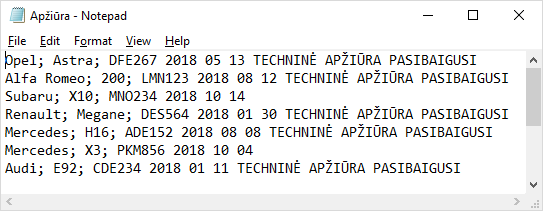 Apžiūra - Notepad
File Edit Format View Help
Opel; Astra; DFE267 2018 05 13 TECHNINĖ APŽIŪRA PASIBAIGUSI
Alfa Romeo; 200; LMN123 2018 08 12 TECHNINĖ APŽIŪRA PASIBAIGUSI
Subaru; X10; MNO234 2018 10 14
Renault; Megane; DES564 2018 01 30 TECHNINĖ APŽIŪRA PASIBAIGUSI
Mercedes; H16; ADE152 2018 08 08 TECHNINĖ APŽIŪRA PASIBAIGUSI
Mercedes; X3; PKM856 2018 10 04
Audi; E92; CDE234 2018 01 11 TECHNINĖ APŽIŪRA PASIBAIGUSI